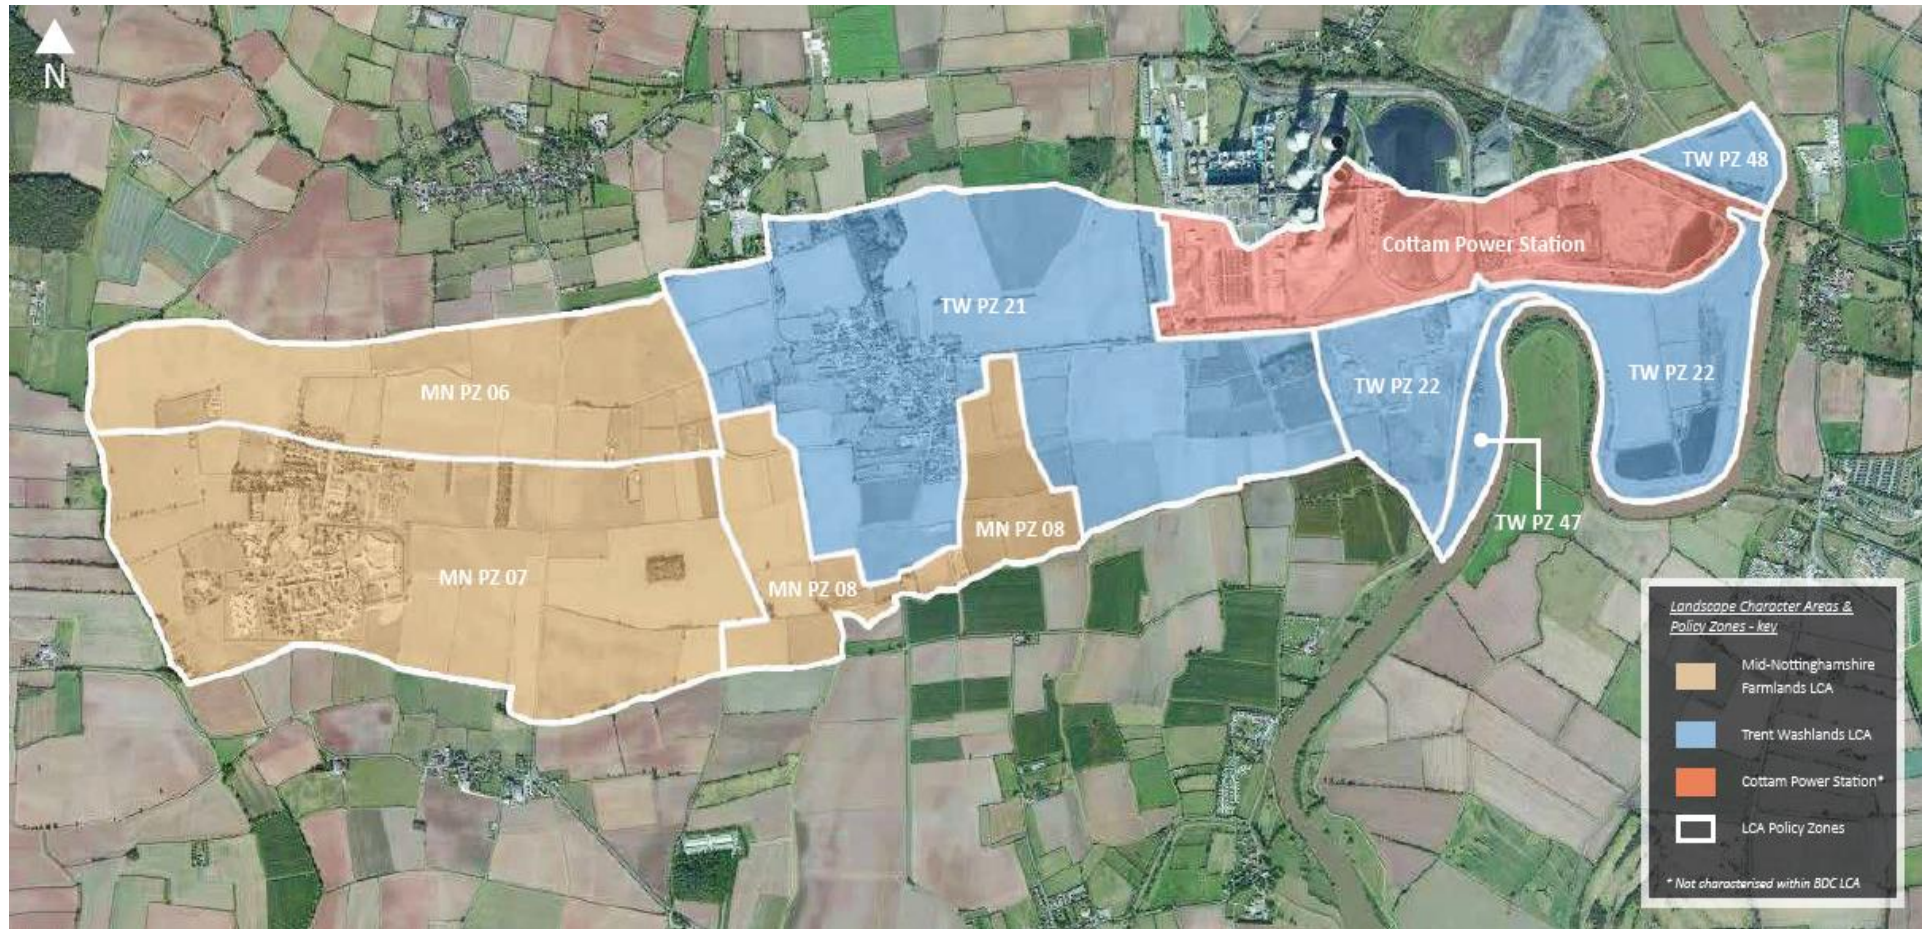 N
TW PZ 48
Cottam Power Station
TW PZ 21
MN PZ 06
TW PZ 22
TW PZ 22
TW PZ 47
MN PZ 08
MN PZ 07
MN PZ 08
Landscape Character Areas &
Policy Zones - key
Mid-Nottinghamshire
Farmlands LCA
Trent Washlands LCA
Cottam Power Station*
LCA Policy Zones
* Not characterised within BDC LCA